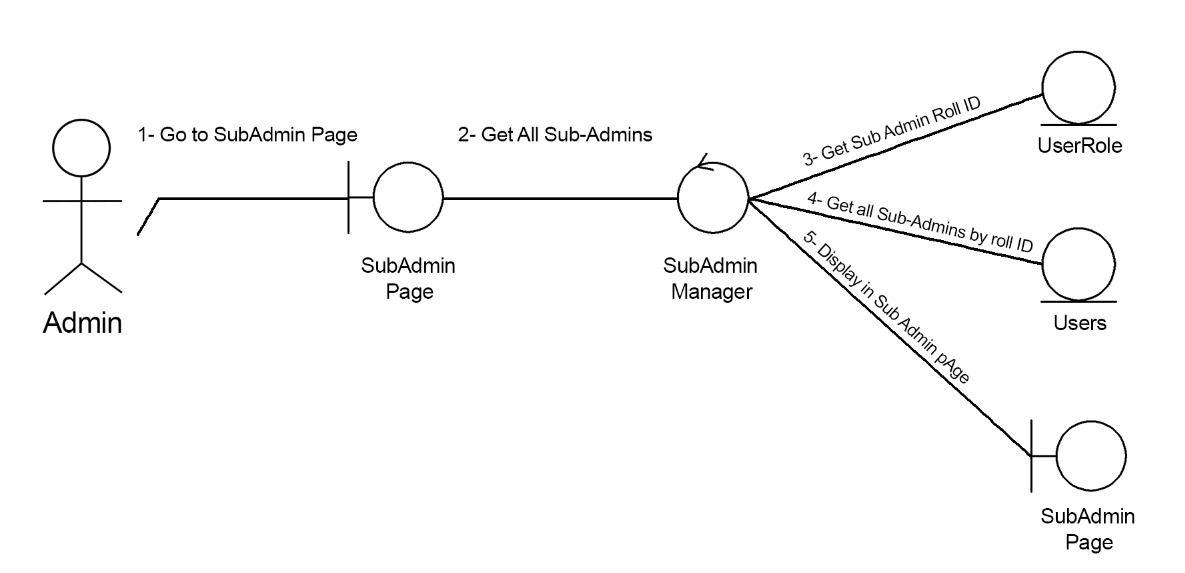 1- Go to SubAdmin Page
2- Get All Sub-Admins
3- Get Sub Admin Roll ID
UserRole
4- Get all Sub-Admins by roll ID
Users
5- Display in Sub Admin pAge
SubAdmin
Page
SubAdmin
Manager
Admin
SubAdmin
Page